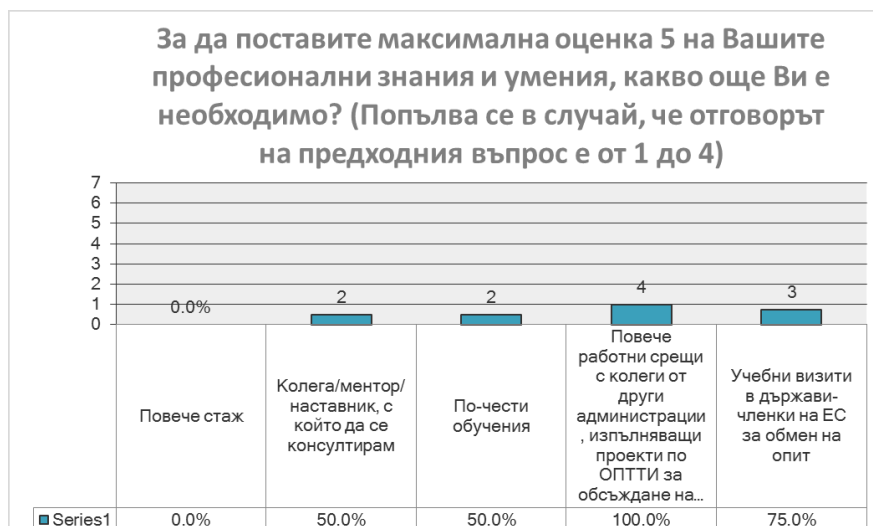 За да поставите максимална оценка 5 на Вашите
професионални знания и умения, какво още Ви е
необходимо? (Попълва се в случай, че отговорът
на предходния въпрос е от 1 до 4)
7
6
5
4
3
2
1
0
0.0%
2
2
4
3
Повече стаж
Колега/ментор/
наставник, с
който да се
консултирам
По-чести
обучения
Повече
работни срещи
с колеги от
други
администрации
, изпълняващи
проекти по
ОПТТИ за
обсъждане на...
Учебни визити
в държави-
членки на ЕС
за обмен на
опит
Series1 0.0% 50.0% 50.0% 100.0% 75.0%